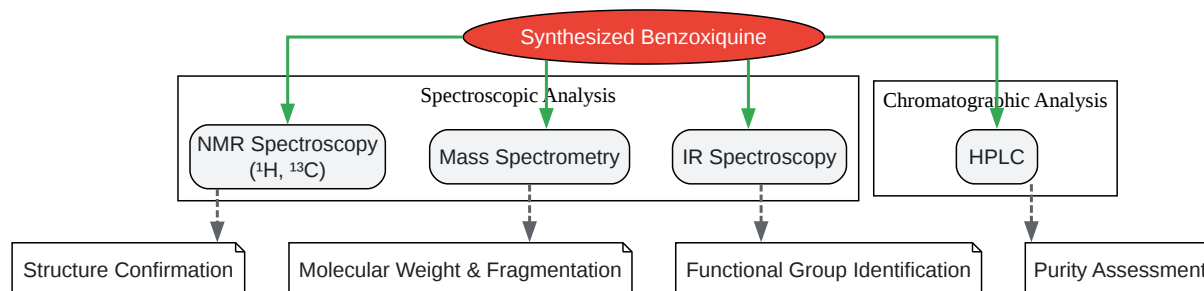 Synthesized Benzoxiquine
Spectroscopic Analysis
Chromatographic Analysis
NMR Spectroscopy
(¹H, ¹³C)
Mass Spectrometry
IR Spectroscopy
HPLC
Structure Confirmation
Molecular Weight & Fragmentation
Functional Group Identification
Purity Assessment